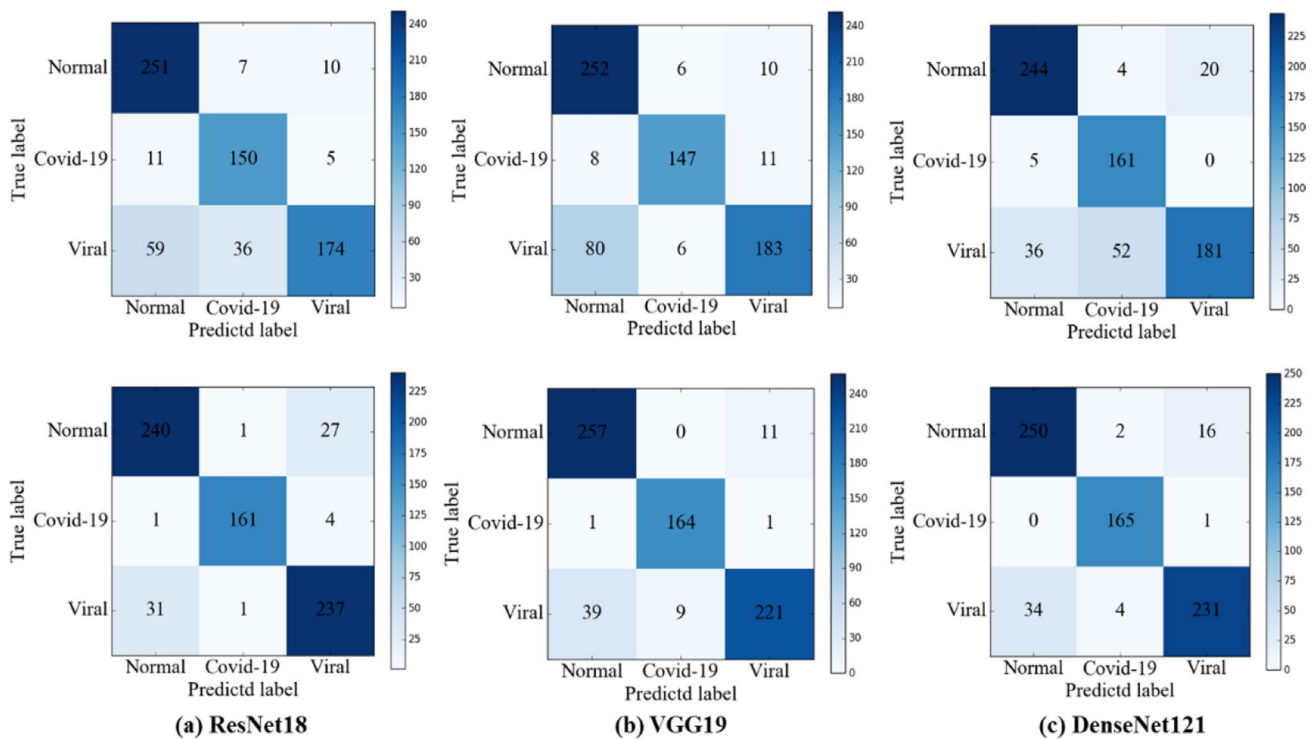 240
Normal 251 7 10
210
180
150
True label
Covid-19 11 150 5
120
90
60
Viral 59 36 174
30
Normal Covid-19 Viral
Predictd label
240
Normal 252 6 10
210
180
150
True label
Covid-19 8 147 11
120
90
60
Viral 80 6 183
30
Normal Covid-19 Viral
Predictd label
2250
Normal 244 4 20
2000
1750
1500
True label
Covid-19 5 161 0
1250
1000
750
500
Viral 36 52 181
250
0
Normal Covid-19 Viral
Predictd label
225
Normal 240 1 27
200
175
150
True label
Covid-19 1 161 4
125
100
75
Viral 31 1 237
50
25
Normal Covid-19 Viral
Predictd label
240
Normal 257 0 11
210
180
150
True label
Covid-19 1 164 1
120
90
60
Viral 39 9 221
30
0
Normal Covid-19 Viral
Predictd label
250
225
Normal 250 2 16
200
175
150
True label
Covid-19 0 165 1
125
100
75
Viral 34 4 231
50
25
0
Normal Covid-19 Viral
Predictd label
(a) ResNet18
(b) VGG19
(c) DenseNet121